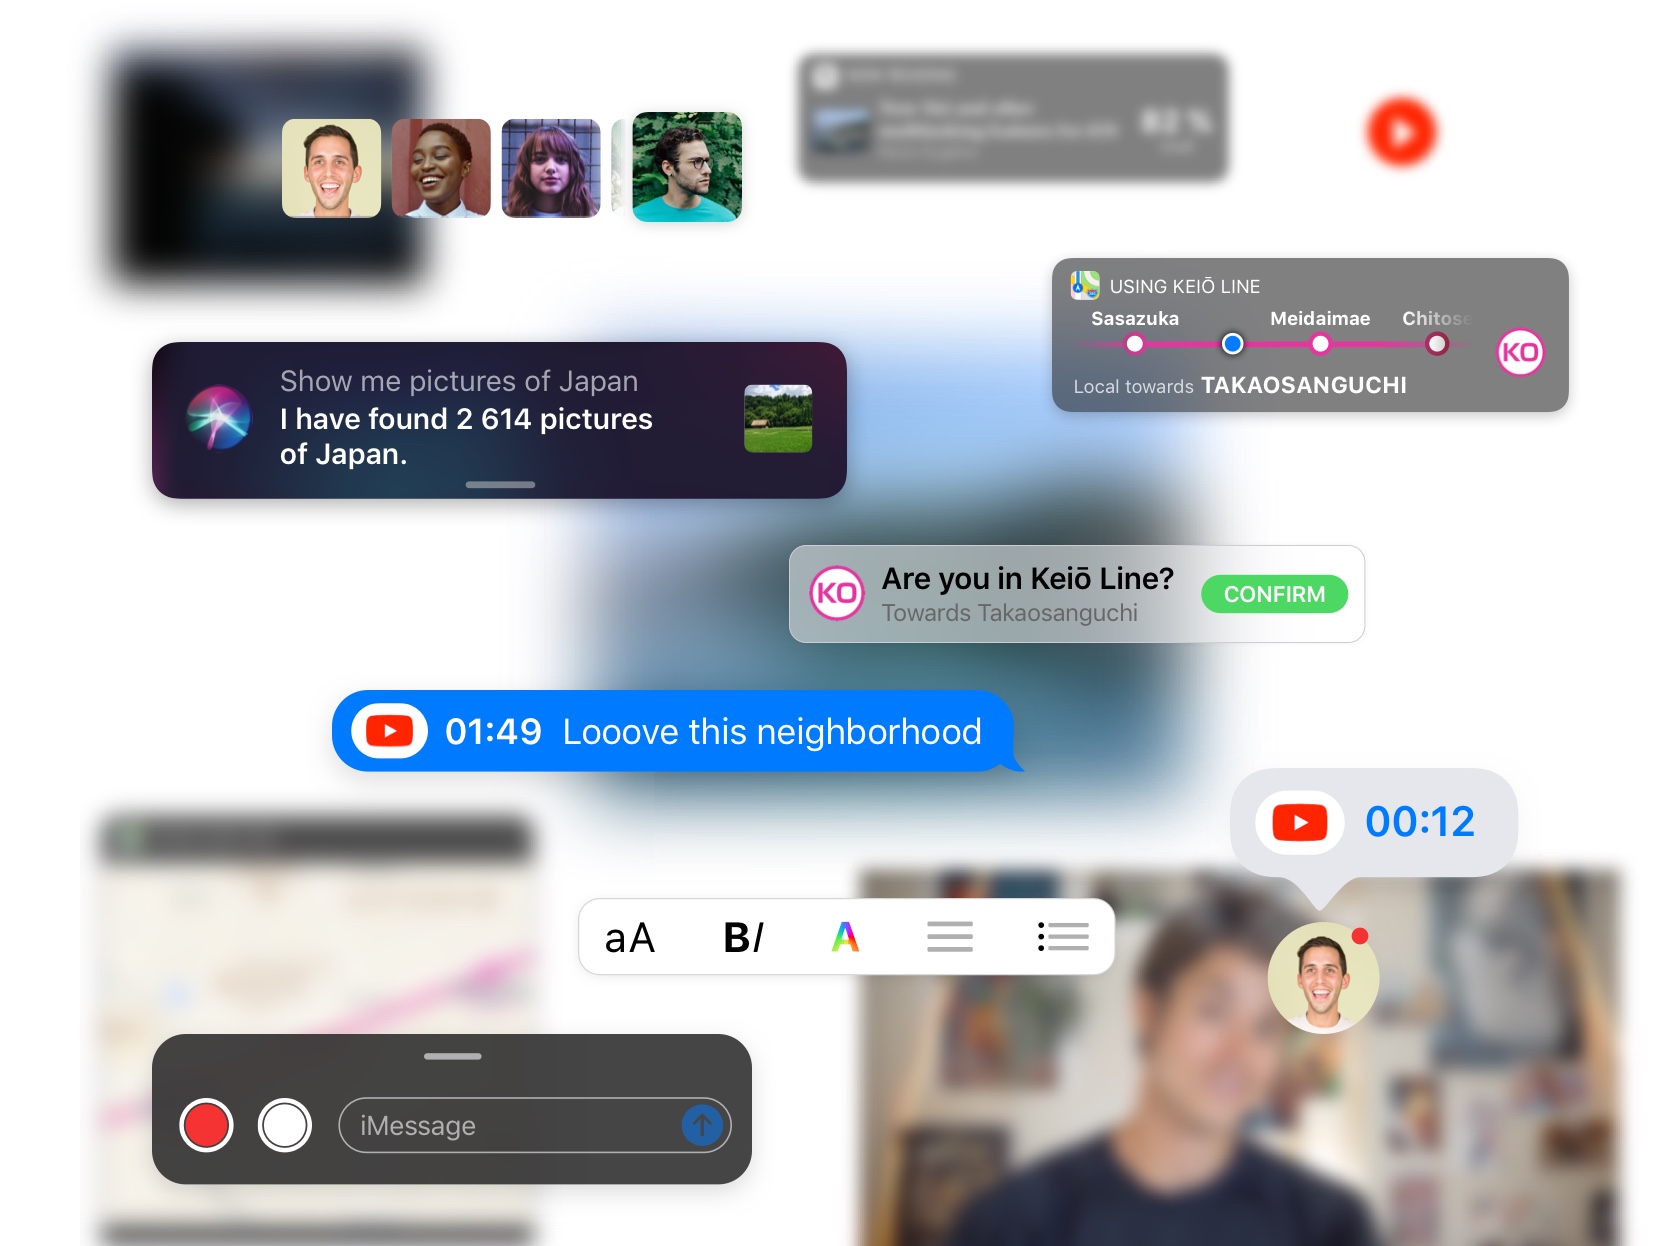 82 %
USING KEIŌ LINE
Sasazuka Meidaimae Chitose
KO
Local towards TAKAOSANGUCHI
Show me pictures of Japan
I have found 2 614 pictures
of Japan.
KO
Are you in Keiō Line?
Towards Takaosanguchi
CONFIRM
01:49 Looove this neighborhood
00:12
aA BI A
iMessage